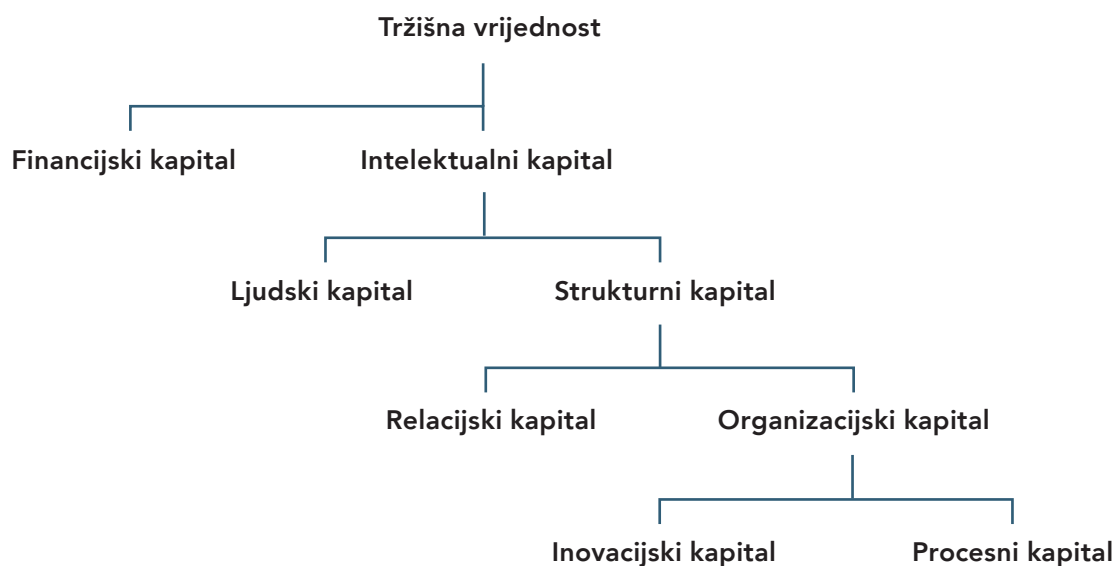 Tržišna vrijednost
Financijski kapital
Intelektualni kapital
Ljudski kapital
Strukturni kapital
Relacijski kapital
Organizacijski kapital
Inovacijski kapital
Procesni kapital